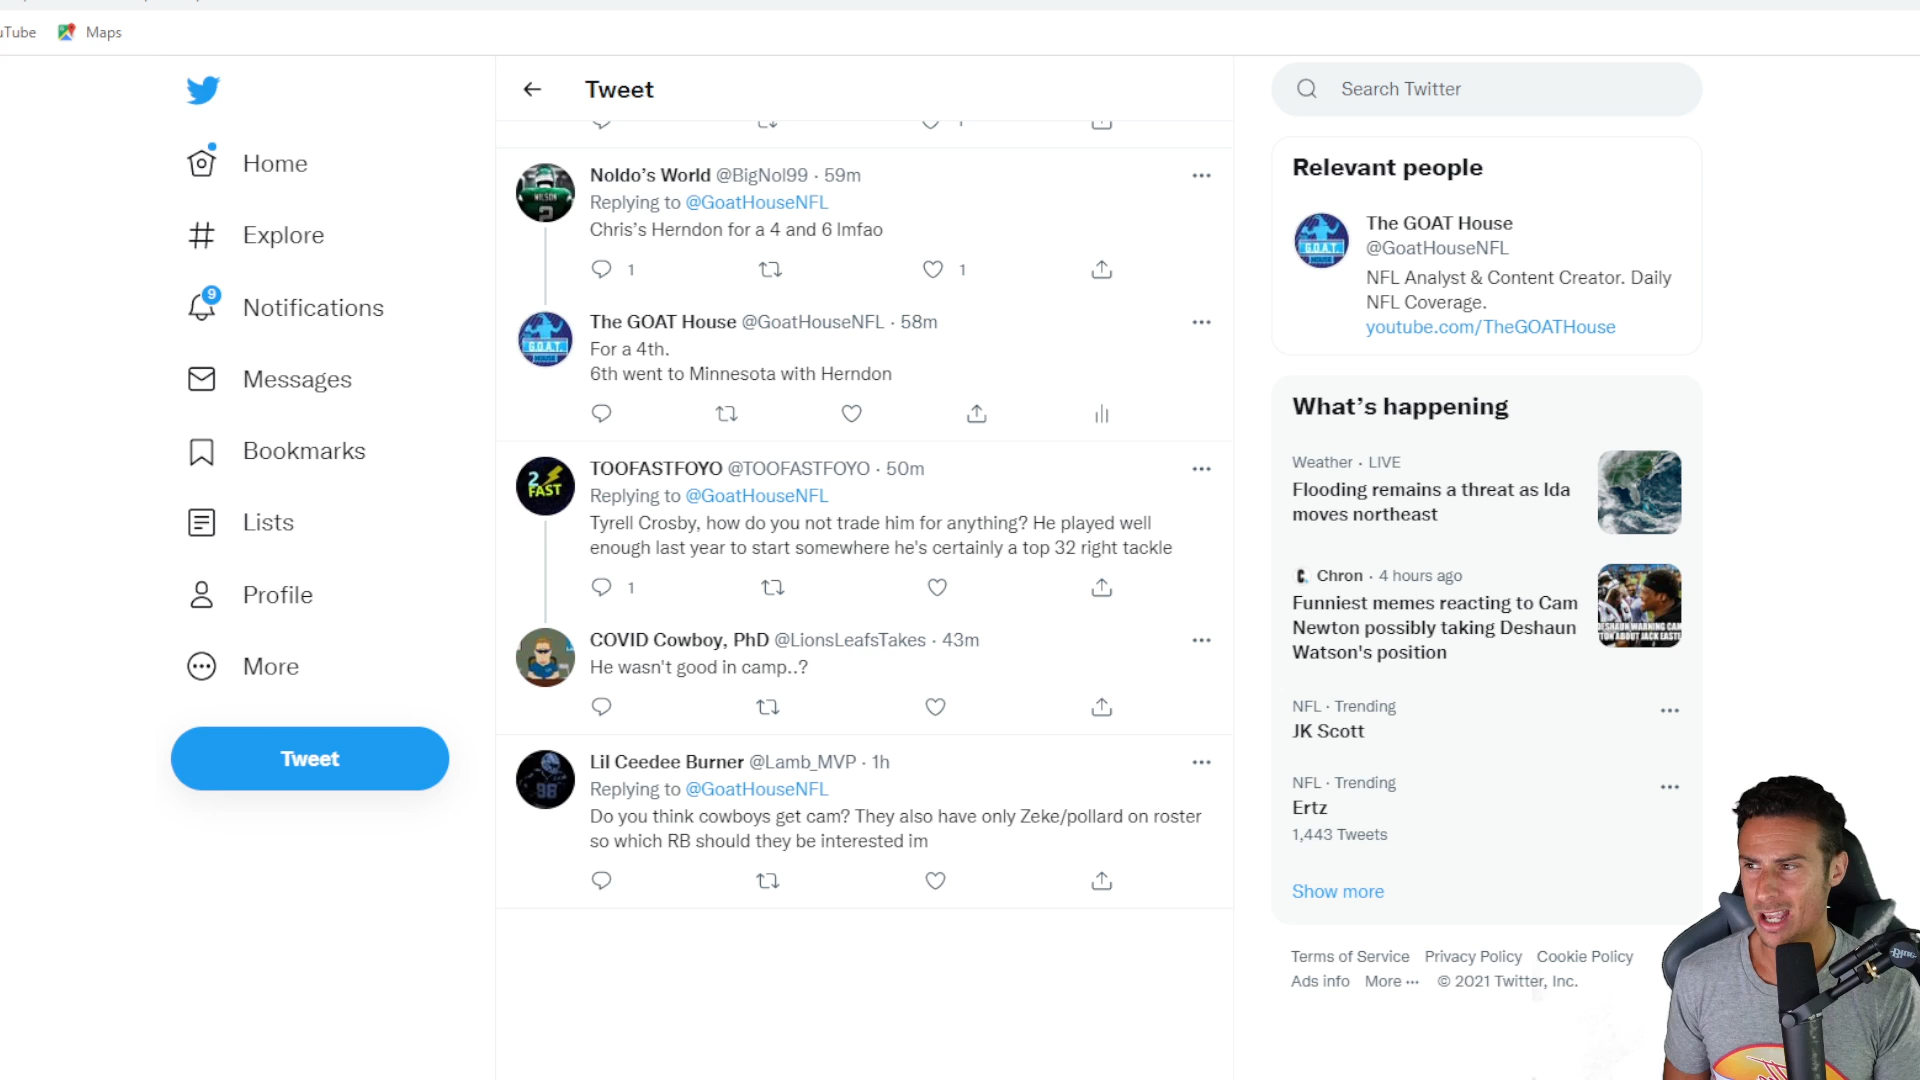 uTube Maps
Tweet
Search Twitter
1
Home
Explore
9
Notifications
Messages
Bookmarks
Lists
Profile
More
Tweet
WILSON
2
Noldo’s World @BigNol99 · 59m
Replying to @GoatHouseNFL
Chris’s Herndon for a 4 and 6 lmfao
1 1
G.O.A.T.
HOUSE
The GOAT House @GoatHouseNFL · 58m
For a 4th.
6th went to Minnesota with Herndon
2
FAST
TOOFASTFOYO @TOOFASTFOYO · 50m
Replying to @GoatHouseNFL
Tyrell Crosby, how do you not trade him for anything? He played well
enough last year to start somewhere he's certainly a top 32 right tackle
1
COVID Cowboy, PhD @LionsLeafsTakes · 43m
He wasn't good in camp..?
Lil Ceedee Burner @Lamb_MVP · 1h
Replying to @GoatHouseNFL
Do you think cowboys get cam? They also have only Zeke/pollard on roster
so which RB should they be interested im
Relevant people
G.O.A.T.
HOUSE
The GOAT House
@GoatHouseNFL
NFL Analyst & Content Creator. Daily
NFL Coverage.
youtube.com/TheGOATHouse
What’s happening
Weather · LIVE
Flooding remains a threat as Ida
moves northeast
Chron · 4 hours ago
Funniest memes reacting to Cam
Newton possibly taking Deshaun
Watson's position
NFL · Trending
JK Scott
NFL · Trending
Ertz
1,443 Tweets
Show more
Terms of Service Privacy Policy Cookie Policy
Ads info More ··· © 2021 Twitter, Inc.